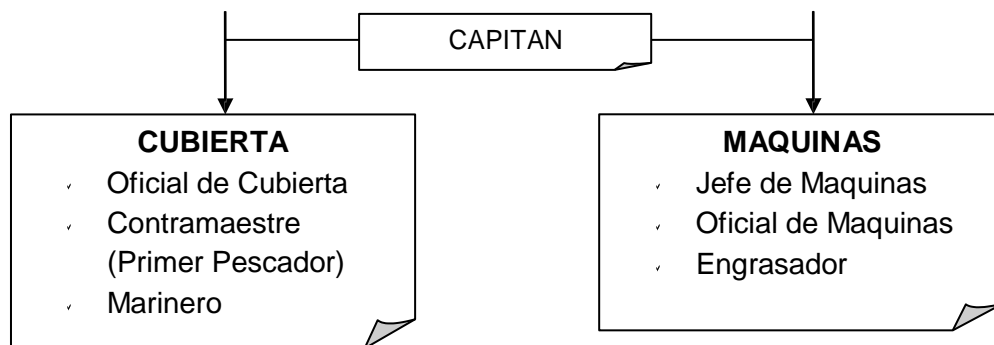 CAPITAN
CUBIERTA
Oficial de Cubierta
Contramaestre
(Primer Pescador)
Marinero
MAQUINAS
Jefe de Maquinas
Oficial de Maquinas
Engrasador